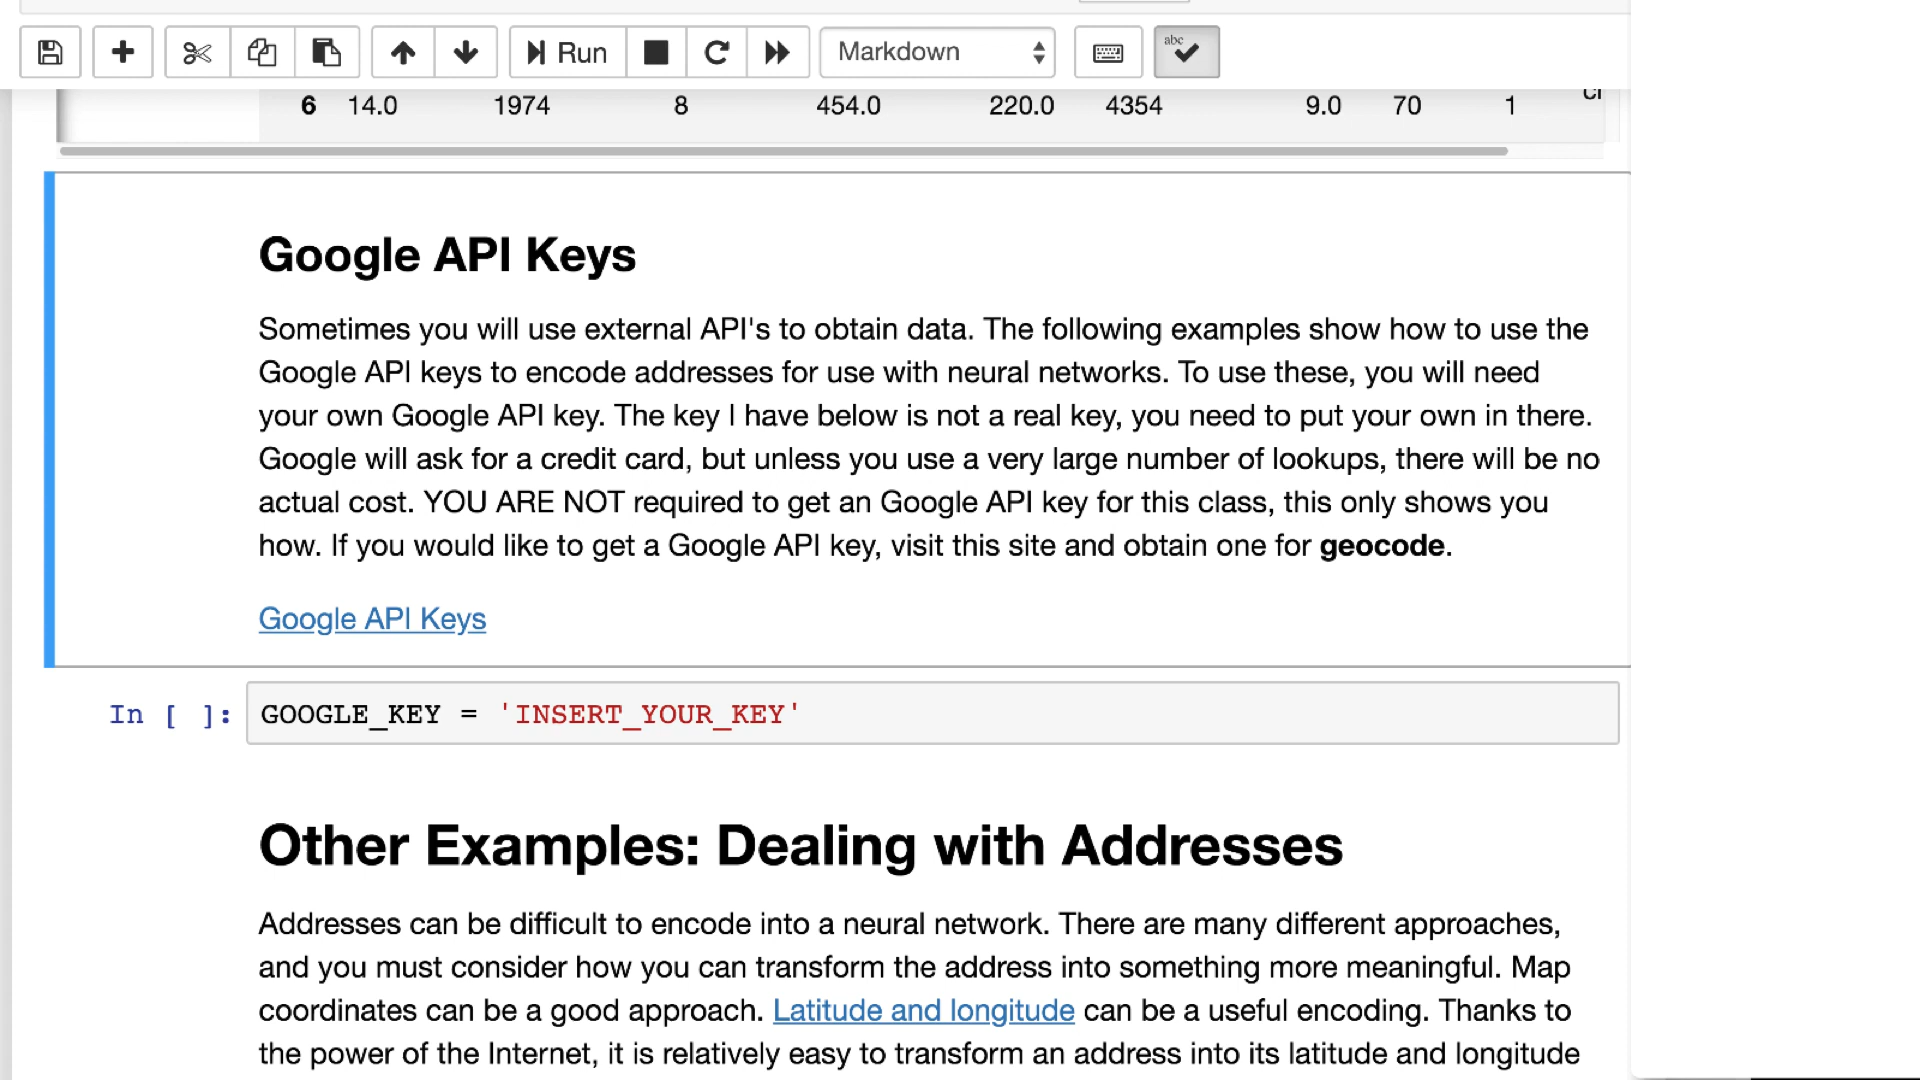 Run
Markdown
abc
6 14.0 1974 8 454.0 220.0 4354 9.0 70 1
Google API Keys
Sometimes you will use external API's to obtain data. The following examples show how to use the
Google API keys to encode addresses for use with neural networks. To use these, you will need
your own Google API key. The key I have below is not a real key, you need to put your own in there.
Google will ask for a credit card, but unless you use a very large number of lookups, there will be no
actual cost. YOU ARE NOT required to get an Google API key for this class, this only shows you
how. If you would like to get a Google API key, visit this site and obtain one for geocode.
Google API Keys
In [ ]: GOOGLE_KEY = 'INSERT_YOUR_KEY'
Other Examples: Dealing with Addresses
Addresses can be difficult to encode into a neural network. There are many different approaches,
and you must consider how you can transform the address into something more meaningful. Map
coordinates can be a good approach. Latitude and longitude can be a useful encoding. Thanks to
the power of the Internet, it is relatively easy to transform an address into its latitude and longitude